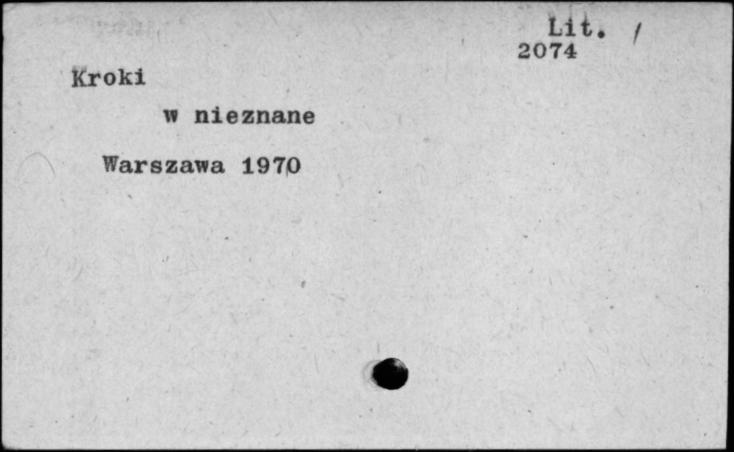 Lit. /
2074
Kroki
w nieznane
Warszawa 1970